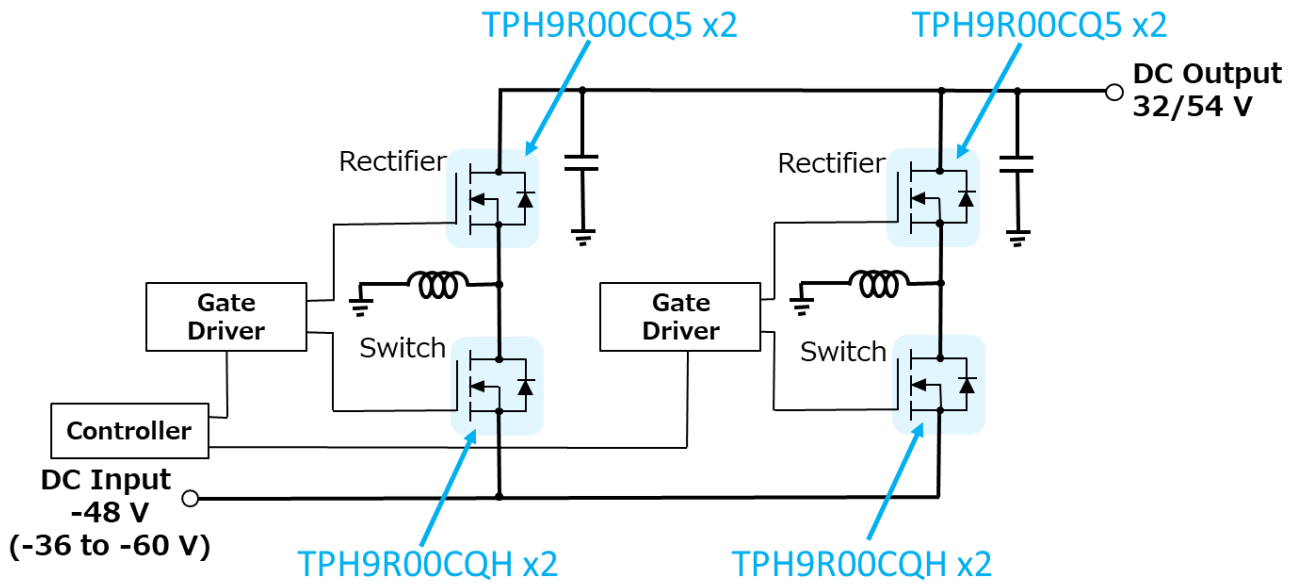 TPH9R00CQ5 x2
TPH9R00CQ5 x2
DC Output
32/54 V
Rectifier
Rectifier
Gate
Driver
Gate
Driver
Switch
Switch
Controller
DC Input
-48 V
(-36 to -60 V)
TPH9R00CQH x2
TPH9R00CQH x2